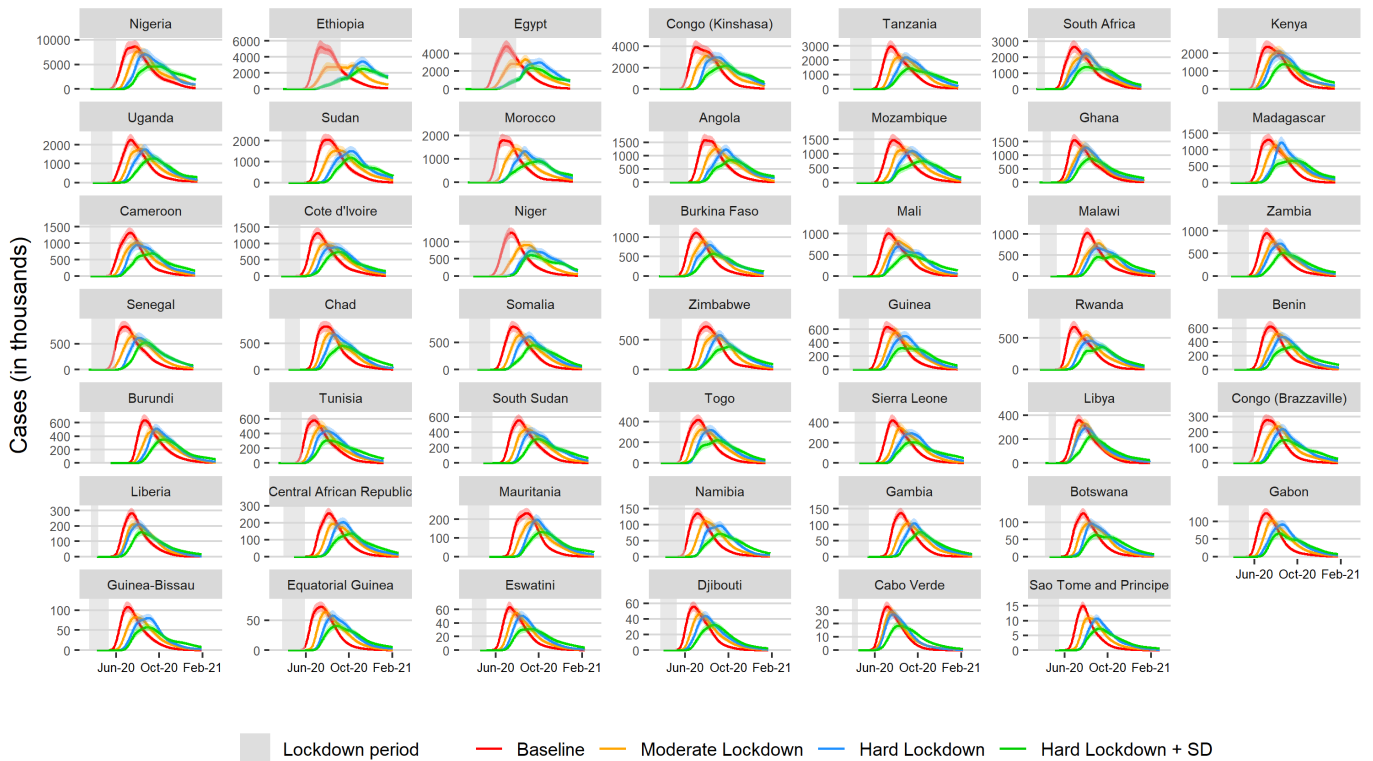 Nigeria
Ethiopia
Egypt
Congo (Kinshasa)
Tanzania
South Africa
Kenya
10000
5000
0
6000
4000
2000
0
4000
2000
0
4000
2000
0
3000
2000
1000
0
3000
2000
1000
0
2000
1000
0
Uganda
Sudan
Morocco
Angola
Mozambique
Ghana
Madagascar
2000
1000
0
2000
1000
0
2000
1000
0
1500
1000
500
0
1500
1000
500
0
1500
1000
500
0
1500
1000
500
0
Cameroon
Cote d'Ivoire
Niger
Burkina Faso
Mali
Malawi
Zambia
1500
1000
500
0
1500
1000
500
0
1000
500
0
1000
500
0
1000
500
0
1000
500
0
1000
500
0
Senegal
Chad
Somalia
Zimbabwe
Guinea
Rwanda
Benin
500
0
500
0
500
0
500
0
600
400
200
0
500
0
600
400
200
0
Burundi
Tunisia
South Sudan
Togo
Sierra Leone
Libya
Congo (Brazzaville)
600
400
200
0
600
400
200
0
600
400
200
0
400
200
0
400
200
0
400
200
0
300
200
100
0
Liberia
Central African Republic
Mauritania
Namibia
Gambia
Botswana
Gabon
300
200
100
0
300
200
100
0
200
100
0
150
100
50
0
150
100
50
0
100
50
0
100
50
0
Jun-20 Oct-20 Feb-21
Guinea-Bissau
Equatorial Guinea
Eswatini
Djibouti
Cabo Verde
Sao Tome and Principe
100
50
0
50
0
60
40
20
0
60
40
20
0
30
20
10
0
15
10
5
0
Jun-20 Oct-20 Feb-21
Jun-20 Oct-20 Feb-21
Jun-20 Oct-20 Feb-21
Jun-20 Oct-20 Feb-21
Jun-20 Oct-20 Feb-21
Jun-20 Oct-20 Feb-21
Cases (in thousands)
Lockdown period
Baseline
Moderate Lockdown
Hard Lockdown
Hard Lockdown + SD